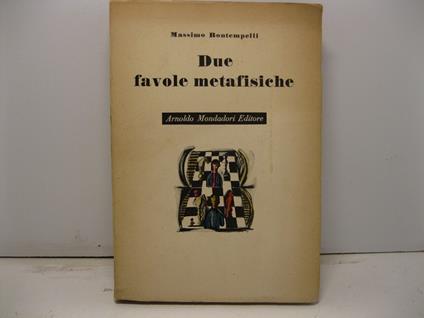 Massimo Bontempelli
Due
favole metafisiche
Arnoldo Mondadori Editore